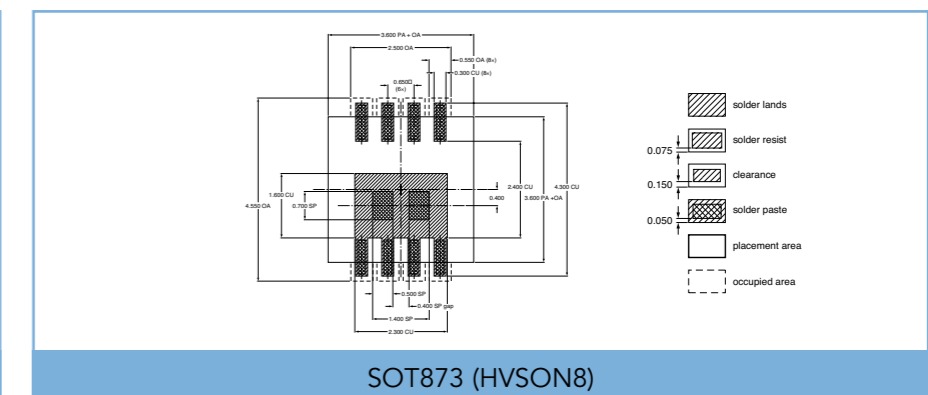 3.600 PA + OA
2.500 OA
0.550 OA (8×)
0.300 CU (8×)
0.650
(6×)
1.600 CU
0.700 SP
4.550 OA
0.400
2.400 CU
3.600 PA +OA
4.300 CU
0.500 SP
0.400 SP gap
1.400 SP
2.300 CU
solder lands
0.075
solder resist
0.150
clearance
0.050
solder paste
placement area
occupied area
SOT873 (HVSON8)